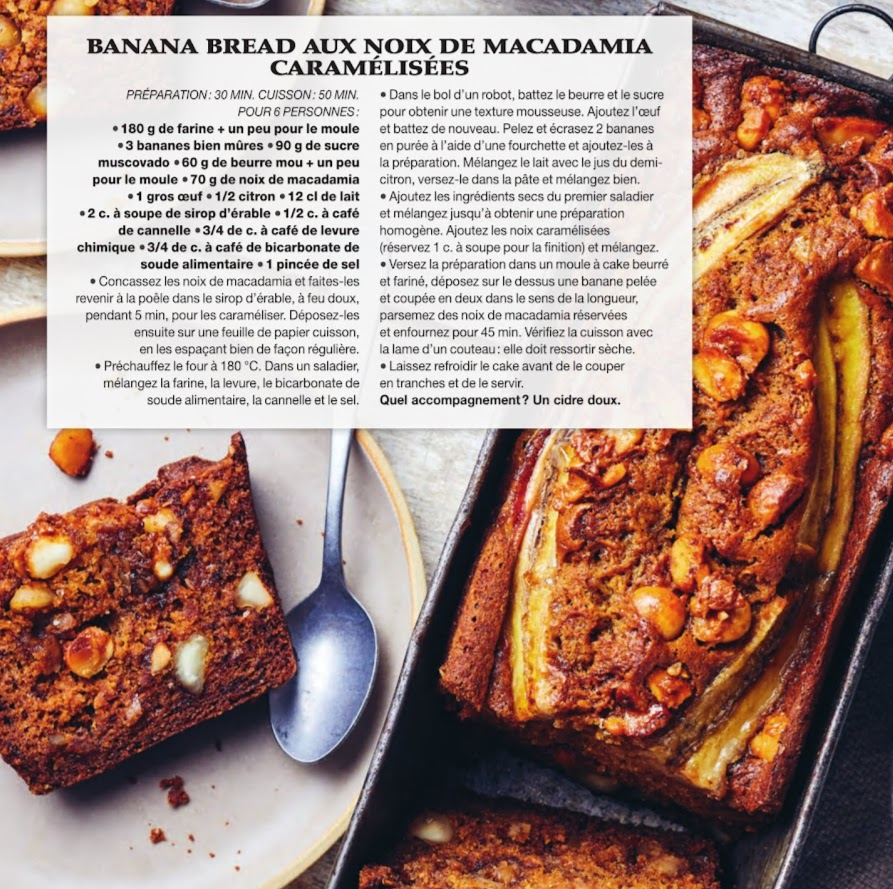 BANANA BREAD AUX NOIX DE MACADAMIA
CARAMÉLISÉES
PRÉPARATION : 30 MIN. CUISSON : 50 MIN.
POUR 6 PERSONNES :
• 180 g de farine + un peu pour le moule
• 3 bananes bien mûres • 90 g de sucre
muscovado • 60 g de beurre mou + un peu
pour le moule • 70 g de noix de macadamia
• 1 gros œuf • 1/2 citron • 12 cl de lait
• 2 c. à soupe de sirop d’érable • 1/2 c. à café
de cannelle • 3/4 de c. à café de levure
chimique • 3/4 de c. à café de bicarbonate de
soude alimentaire • 1 pincée de sel
• Concassez les noix de macadamia et faites-les
revenir à la poêle dans le sirop d’érable, à feu doux,
pendant 5 min, pour les caraméliser. Déposez-les
ensuite sur une feuille de papier cuisson,
en les espaçant bien de façon régulière.
• Préchauffez le four à 180 °C. Dans un saladier,
mélangez la farine, la levure, le bicarbonate de
soude alimentaire, la cannelle et le sel.
• Dans le bol d’un robot, battez le beurre et le sucre
pour obtenir une texture mousseuse. Ajoutez l’œuf
et battez de nouveau. Pelez et écrasez 2 bananes
en purée à l’aide d’une fourchette et ajoutez-les à
la préparation. Mélangez le lait avec le jus du demi-
citron, versez-le dans la pâte et mélangez bien.
• Ajoutez les ingrédients secs du premier saladier
et mélangez jusqu’à obtenir une préparation
homogène. Ajoutez les noix caramélisées
(réservez 1 c. à soupe pour la finition) et mélangez.
• Versez la préparation dans un moule à cake beurré
et fariné, déposez sur le dessus une banane pelée
et coupée en deux dans le sens de la longueur,
parsemez des noix de macadamia réservées
et enfournez pour 45 min. Vérifiez la cuisson avec
la lame d’un couteau : elle doit ressortir sèche.
• Laissez refroidir le cake avant de le couper
en tranches et de le servir.
Quel accompagnement ? Un cidre doux.